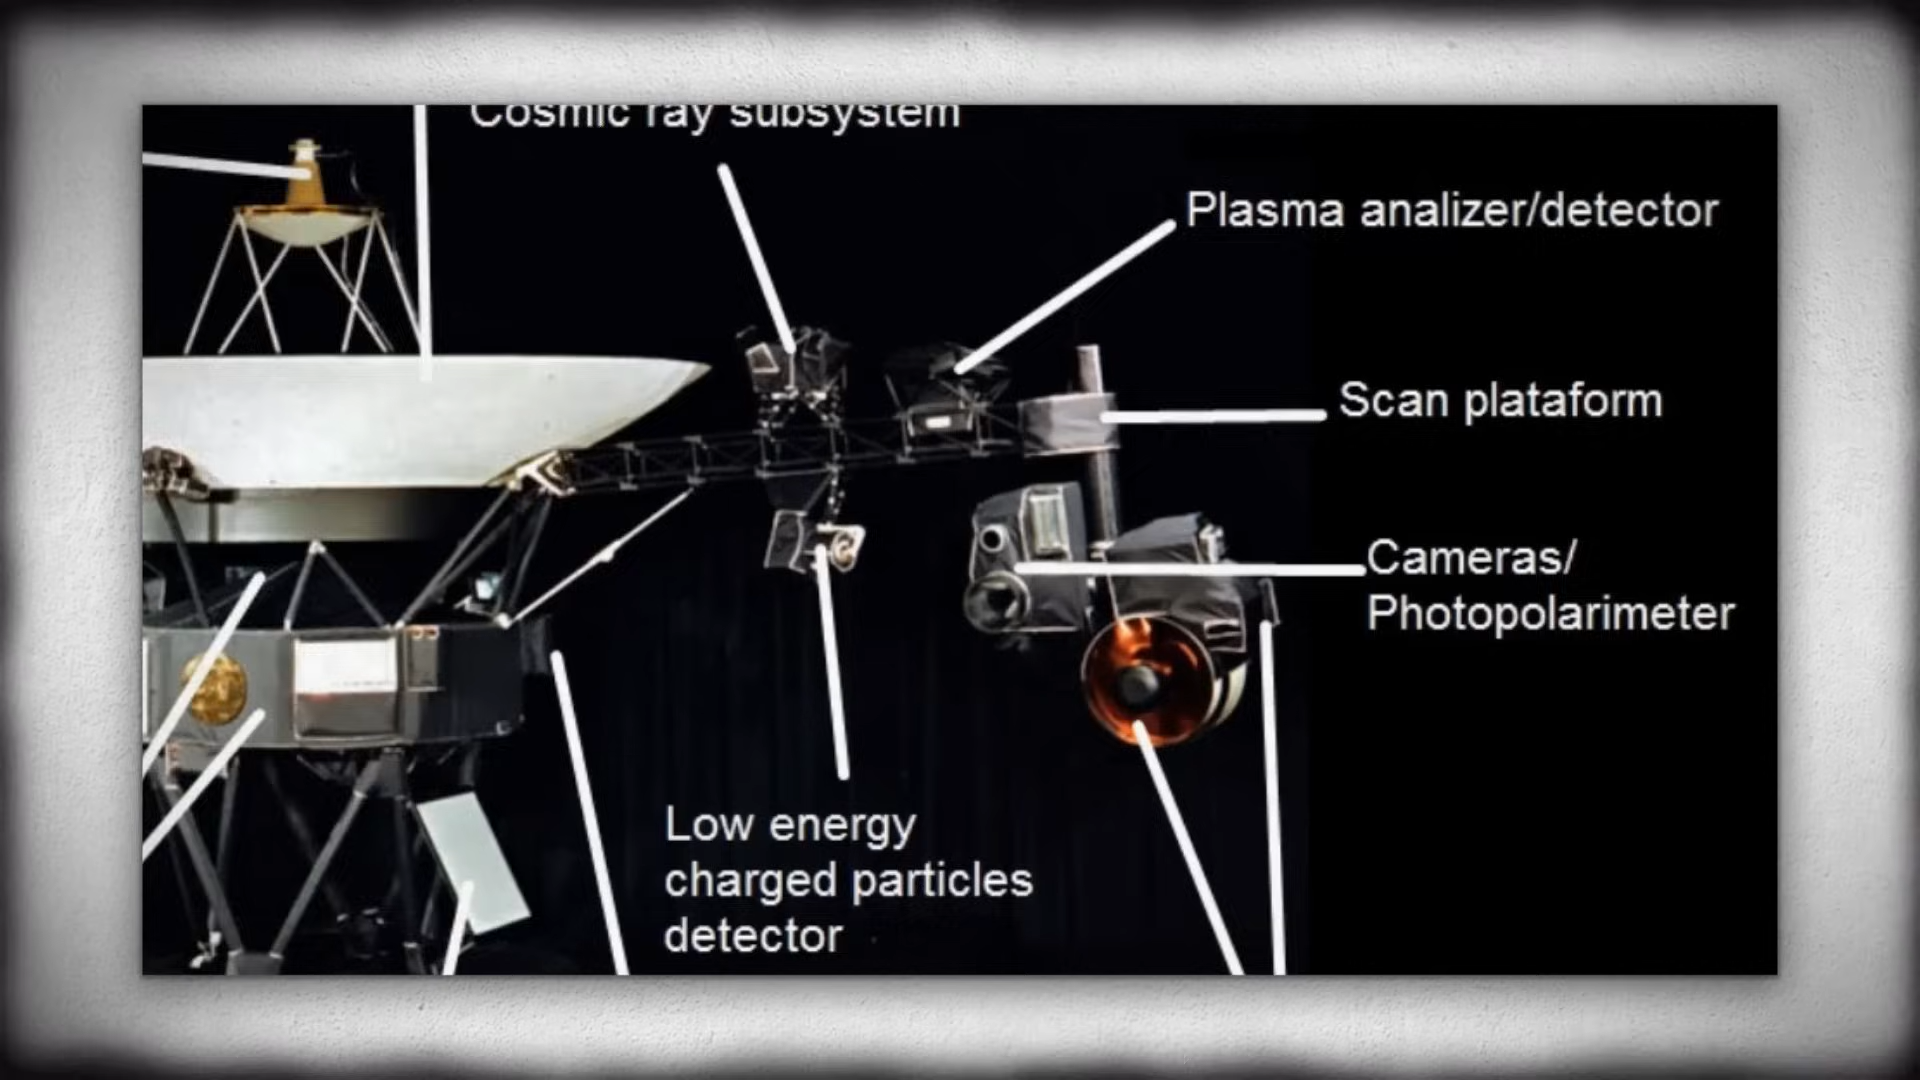 Cosmic ray subsystem
Plasma analizer/detector
Scan plataform
Cameras/
Photopolarimeter
Low energy
charged particles
detector